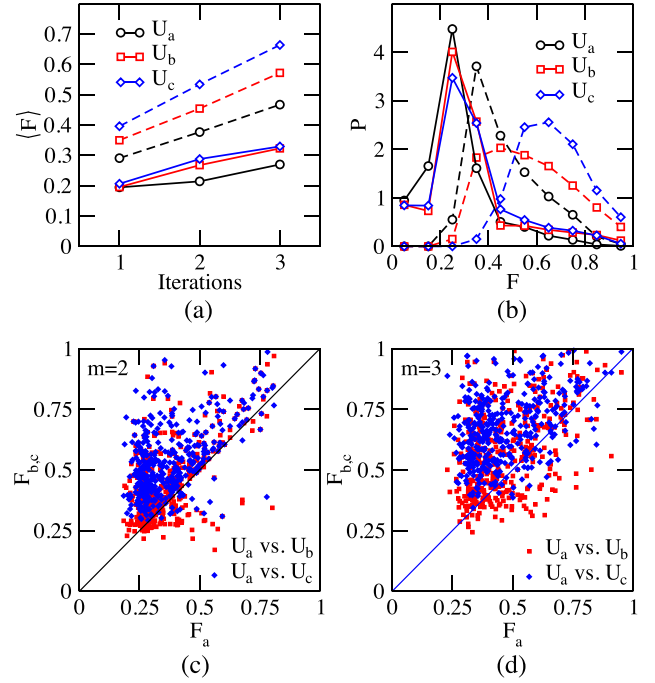 0.7
0.6
0.5
0.4
0.3
0.2
0.1
0
⟨F⟩
U_a
U_b
U_c
1 2 3
Iterations
(a)
4
3
2
1
0
P
U_a
U_b
U_c
0 0.2 0.4 0.6 0.8 1
F
(b)
1
0.75
0.5
0.25
0
F_b,c
m=2
U_a vs. U_b
U_a vs. U_c
0.25 0.5 0.75 1
F_a
(c)
1
0.75
0.5
0.25
0
F_b,c
m=3
U_a vs. U_b
U_a vs. U_c
0 0.25 0.5 0.75 1
F_a
(d)